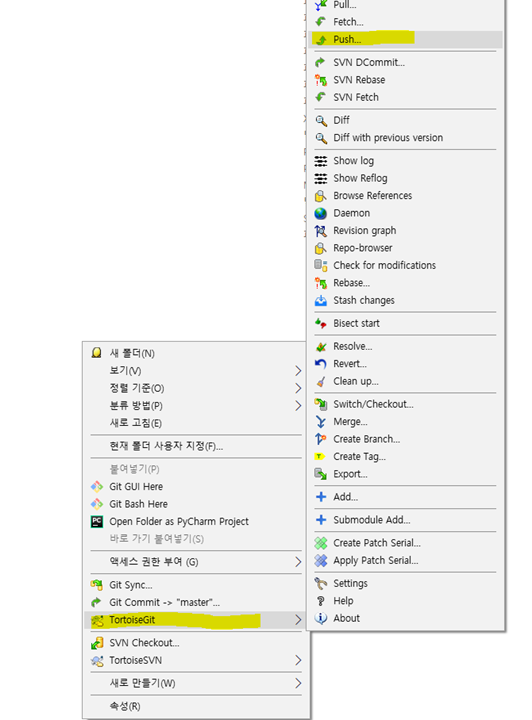 Pull...
Fetch...
Push...
SVN DCommit...
SVN Rebase
SVN Fetch
Diff
Diff with previous version
Show log
Show Reflog
Browse References
Daemon
Revision graph
Repo-browser
Check for modifications
Rebase...
Stash changes
Bisect start
Resolve...
Revert...
Clean up...
Switch/Checkout...
Merge...
Create Branch...
Create Tag...
Export...
Add...
Submodule Add...
Create Patch Serial...
Apply Patch Serial...
Settings
Help
About
새 폴더(N)
보기(V)
정렬 기준(O)
분류 방법(P)
새로 고침(E)
현재 폴더 사용자 지정(F)...
붙여넣기(P)
Git GUI Here
Git Bash Here
Open Folder as PyCharm Project
바로 가기 붙여넣기(S)
액세스 권한 부여 (G)
Git Sync...
Git Commit -> "master"...
TortoiseGit
SVN Checkout...
TortoiseSVN
새로 만들기(W)
속성(R)